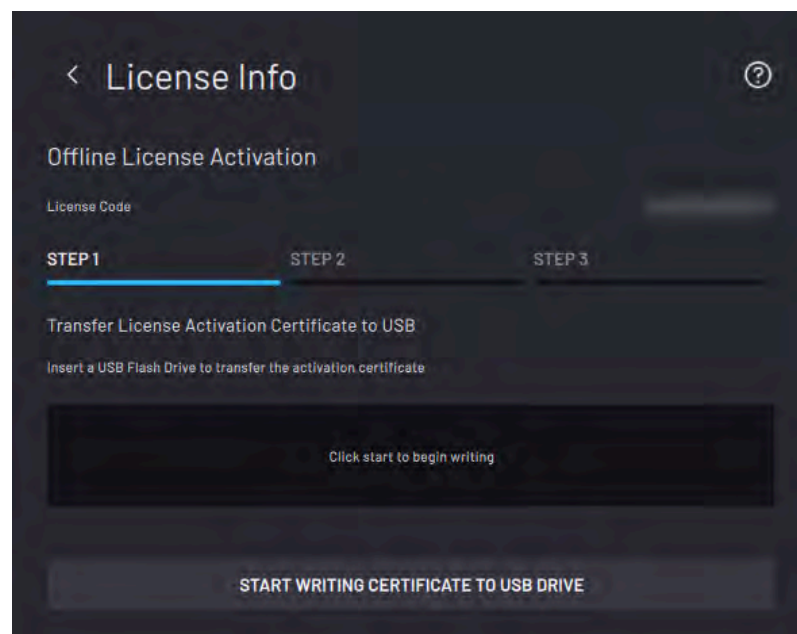 License Info
Offline License Activation
License Code
STEP 1 STEP 2 STEP 3
Transfer License Activation Certificate to USB
Insert a USB Flash Drive to transfer the activation certificate
Click start to begin writing
START WRITING CERTIFICATE TO USB DRIVE